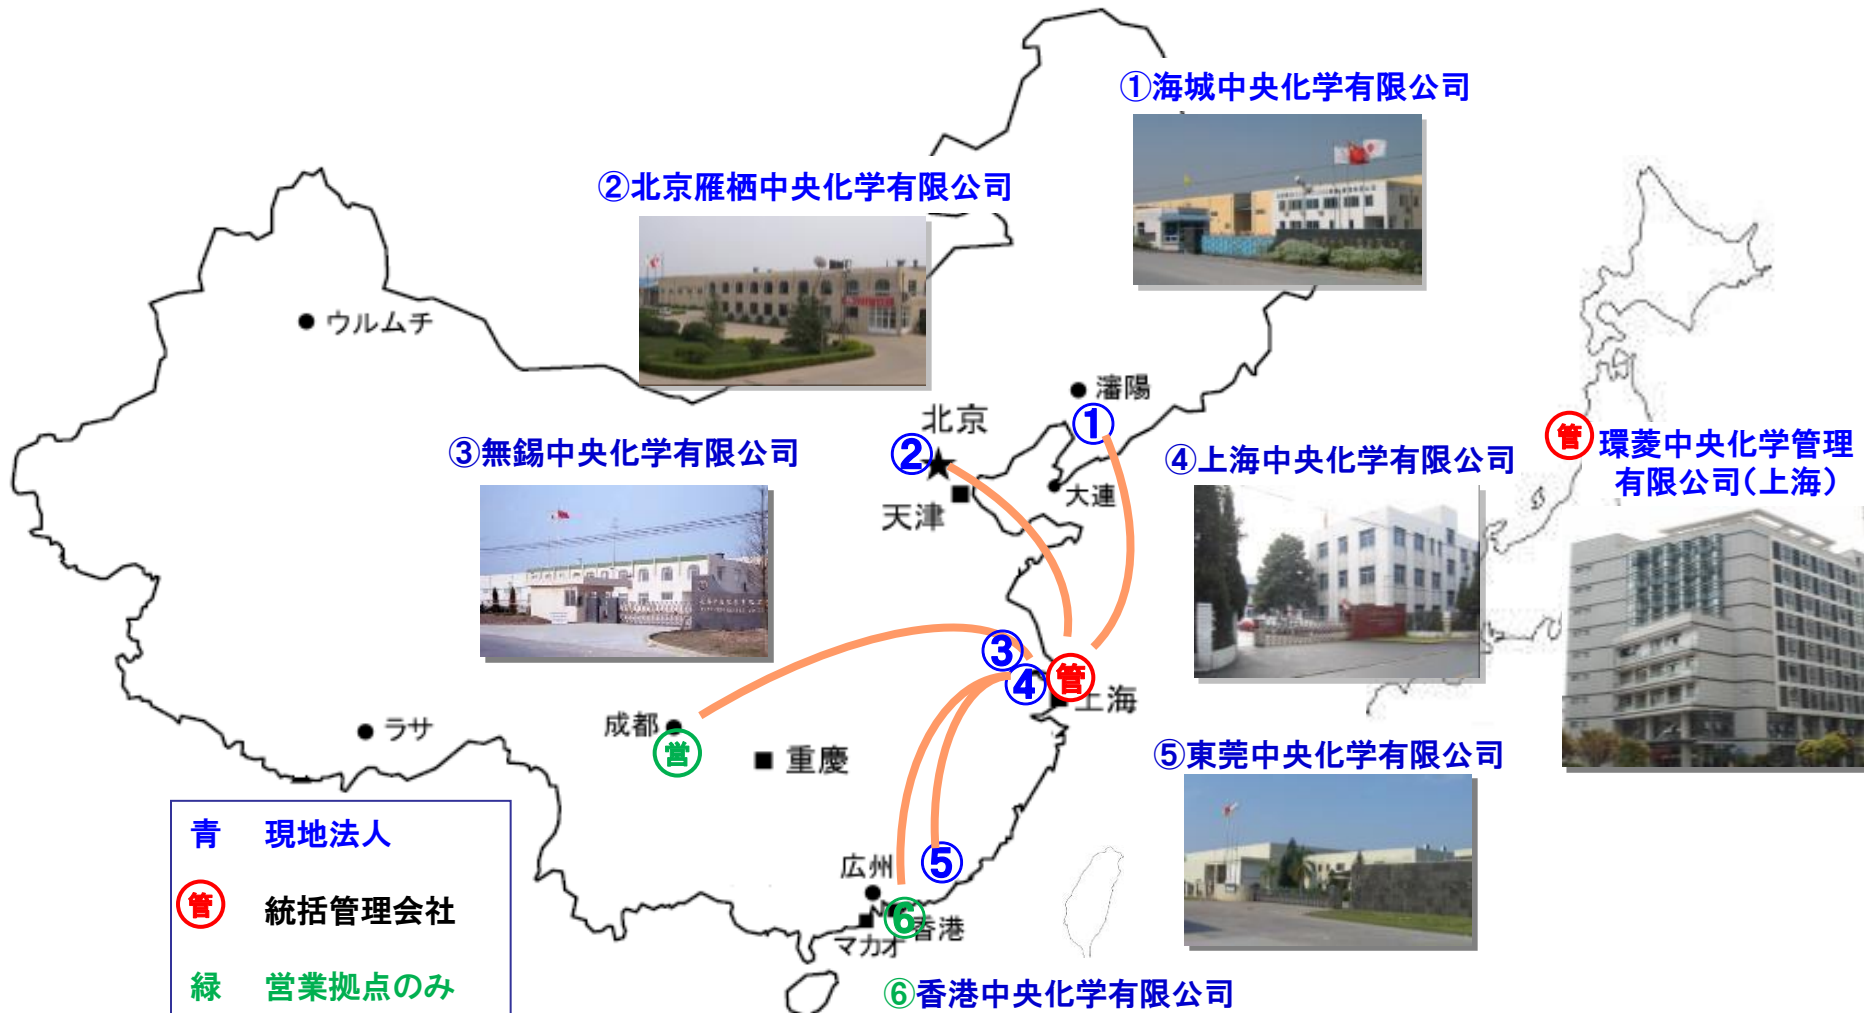 ①海城中央化学有限公司
②北京雁栖中央化学有限公司
ウルムチ
瀋陽
①
北京
②
③無錫中央化学有限公司
④上海中央化学有限公司
管 環菱中央化学管理
有限公司(上海)
大連
天津
③
④
管
上海
成都
営
ラサ
重慶
⑤東莞中央化学有限公司
青 現地法人
管 統括管理会社
緑 営業拠点のみ
広州
⑤
⑥
香港
マカオ
⑥香港中央化学有限公司